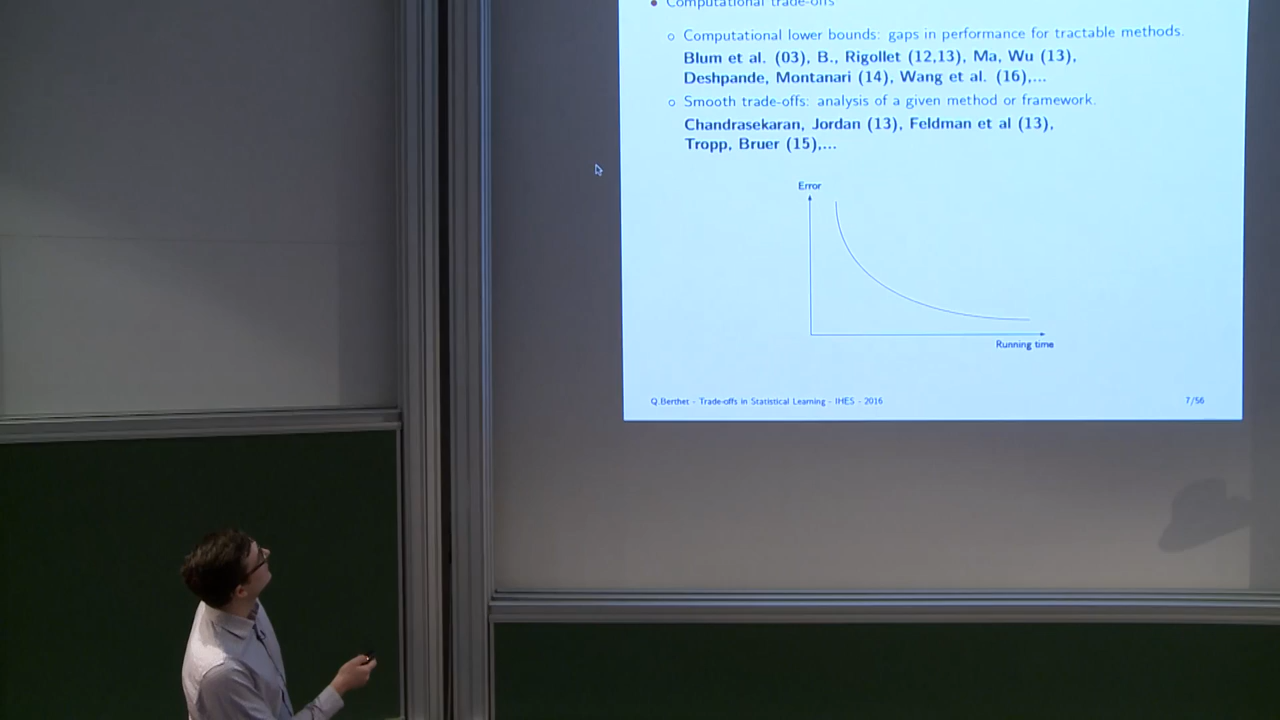 Computational trade-offs
Computational lower bounds: gaps in performance for tractable methods.
Blum et al. (03), B., Rigollet (12,13), Ma, Wu (13),
Deshpande, Montanari (14), Wang et al. (16),...
Smooth trade-offs: analysis of a given method or framework.
Chandrasekaran, Jordan (13), Feldman et al (13),
Tropp, Bruer (15),...
Error
Running time
Q.Berthet - Trade-offs in Statistical Learning - IHES - 2016
7/56